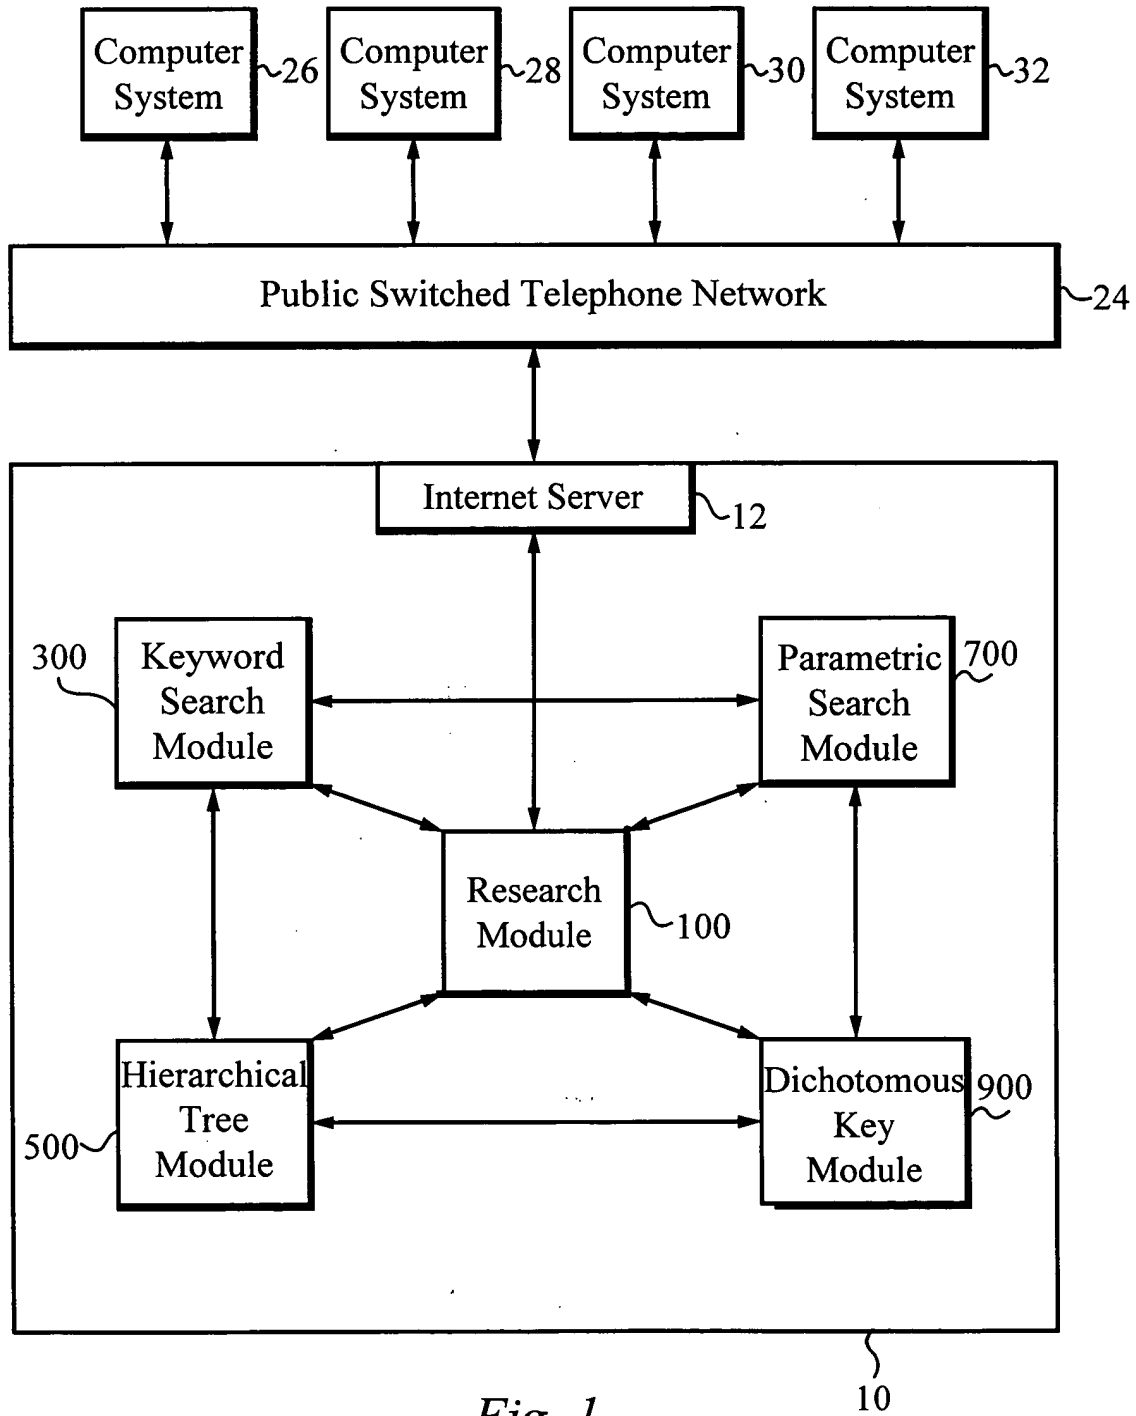 Computer
System
26
Computer
System
28
Computer
System
30
Computer
System
32
Public Switched Telephone Network
24
Internet Server
12
300
Keyword
Search
Module
Parametric
Search
Module
700
Research
Module
100
Hierarchical
Tree
Module
500
Dichotomous
Key
Module
900
10
Fig. 1